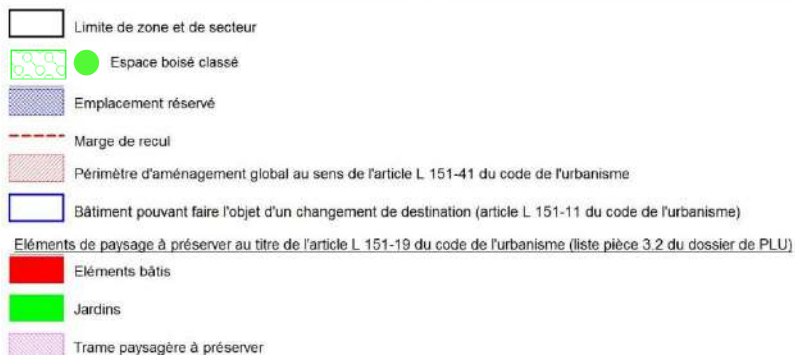 Limite de zone et de secteur
Espace boisé classé
Emplacement réservé
Marge de recul
Périmètre d'aménagement global au sens de l'article L 151-41 du code de l'urbanisme
Bâtiment pouvant faire l'objet d'un changement de destination (article L 151-11 du code de l'urbanisme)
Eléments de paysage à préserver au titre de l'article L 151-19 du code de l'urbanisme (liste pièce 3.2 du dossier de PLU)
Eléments bâtis
Jardins
Trame paysagère à préserver